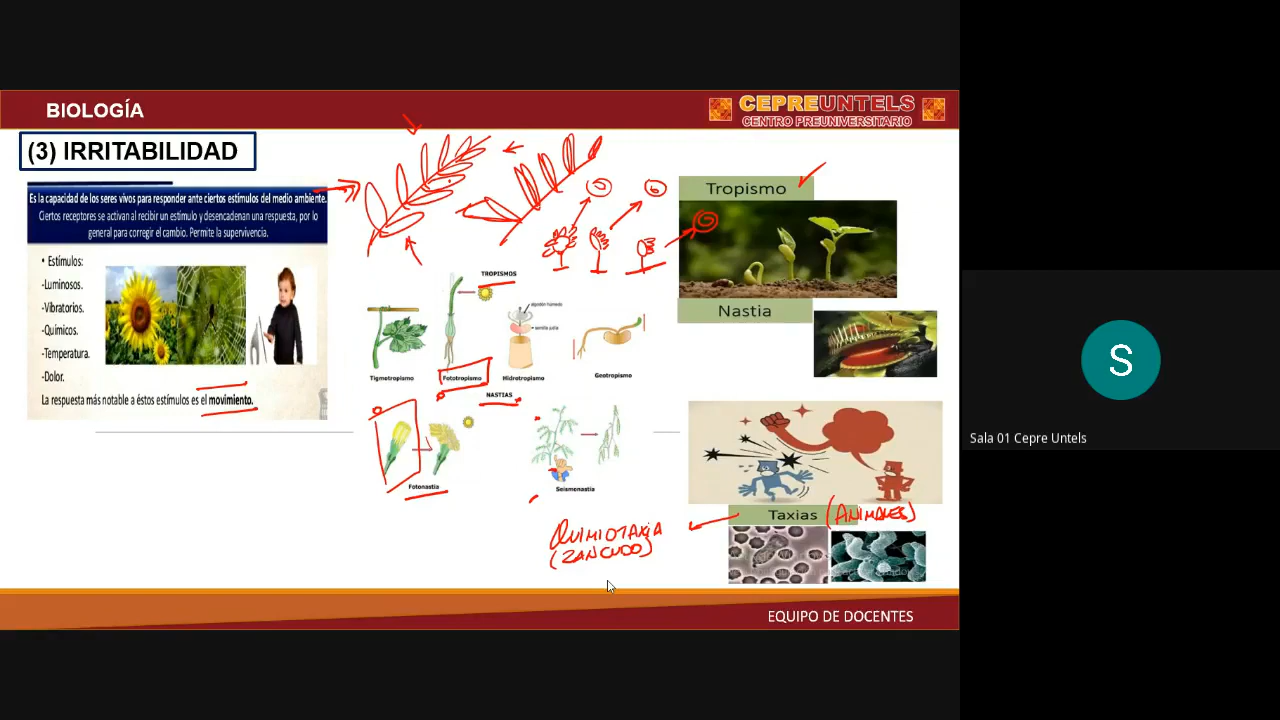 BIOLOGÍA
CEPREUNTELS
CENTRO PREUNIVERSITARIO
(3) IRRITABILIDAD
Es la capacidad de los seres vivos para responder ante ciertos estímulos del medio ambiente.
Ciertos receptores se activan al recibir un estímulo y desencadenan una respuesta, por lo
general para corregir el cambio. Permite la supervivencia.
• Estímulos:
-Luminosos.
-Vibratorios.
-Químicos.
-Temperatura.
-Dolor.
La respuesta más notable a éstos estímulos es el movimiento.
TROPISMOS
algodón húmedo
semilla judía
Tigmotropismo
Fototropismo
Hidrotropismo
Geotropismo
NASTIAS
Fotonastia
Seismonastia
Tropismo
Nastia
Taxias (ANIMALES)
QUIMIOTAXIA
(ZANCUDO)
EQUIPO DE DOCENTES
S
Sala 01 Cepre Untels